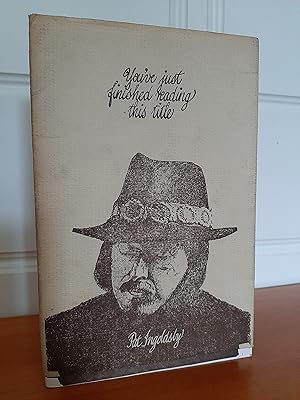 You've just
finished reading
this title
Pat Ingoldsby